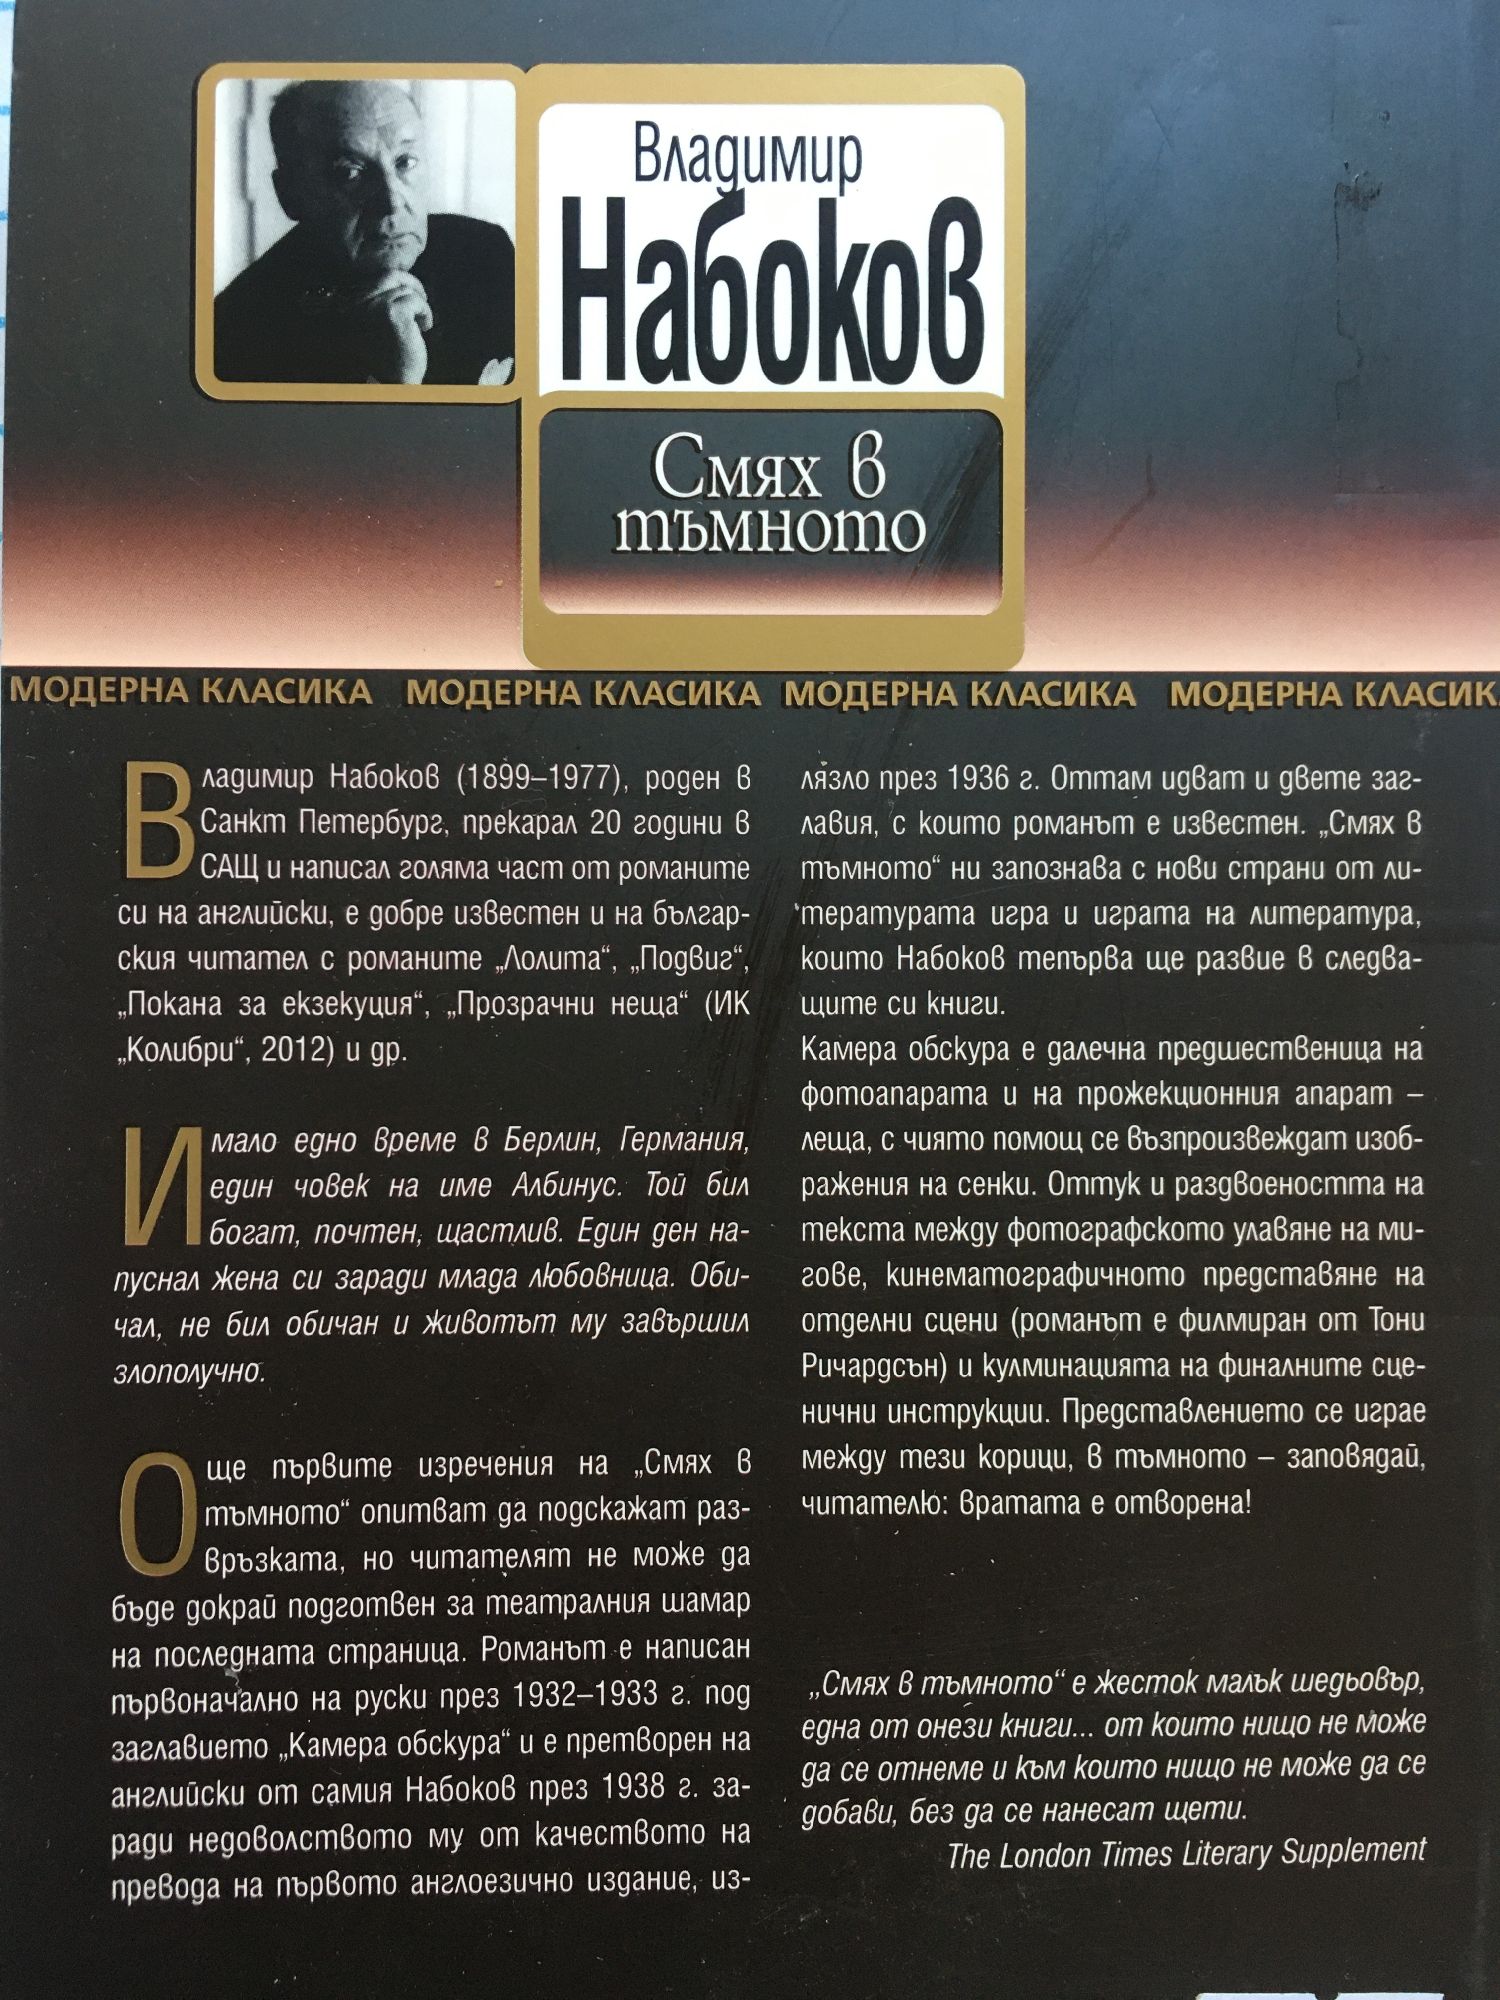 Владимир
Набоков
Смях в
тъмното
МОДЕРНА КЛАСИКА МОДЕРНА КЛАСИКА МОДЕРНА КЛАСИКА МОДЕРНА КЛАСИК
Владимир Набоков (1899–1977), роден в
Санкт Петербург, прекарал 20 години в
САЩ и написал голяма част от романите
си на английски, е добре известен и на българ-
ския читател с романите „Лолита“, „Подвиг“,
„Покана за екзекуция“, „Прозрачни неща“ (ИК
„Колибри“, 2012) и др.
Имало едно време в Берлин, Германия,
един човек на име Албинус. Той бил
богат, почтен, щастлив. Един ден на-
пуснал жена си заради млада любовница. Оби-
чал, не бил обичан и животът му завършил
злополучно.
Още първите изречения на „Смях в
тъмното“ опитват да подскажат раз-
връзката, но читателят не може да
бъде докрай подготвен за театралния шамар
на последната страница. Романът е написан
първоначално на руски през 1932–1933 г. под
заглавието „Камера обскура“ и е претворен на
английски от самия Набоков през 1938 г. за-
ради недоволството му от качеството на
превода на първото англоезично издание, из-
лязло през 1936 г. Оттам идват и двете заг-
лавия, с които романът е известен. „Смях в
тъмното“ ни запознава с нови страни от ли-
тературата игра и играта на литература,
които Набоков тепърва ще развие в следва-
щите си книги.
Камера обскура е далечна предшественица на
фотоапарата и на прожекционния апарат –
леща, с чиято помощ се възпроизвеждат изоб-
ражения на сенки. Оттук и раздвоеността на
текста между фотографското улавяне на ми-
гове, кинематографичното представяне на
отделни сцени (романът е филмиран от Тони
Ричардсън) и кулминацията на финалните сце-
нични инструкции. Представлението се играе
между тези корици, в тъмното – заповядай,
читателю: вратата е отворена!
„Смях в тъмното“ е жесток малък шедьовър,
една от онези книги... от които нищо не може
да се отнеме и към които нищо не може да се
добави, без да се нанесат щети.
The London Times Literary Supplement